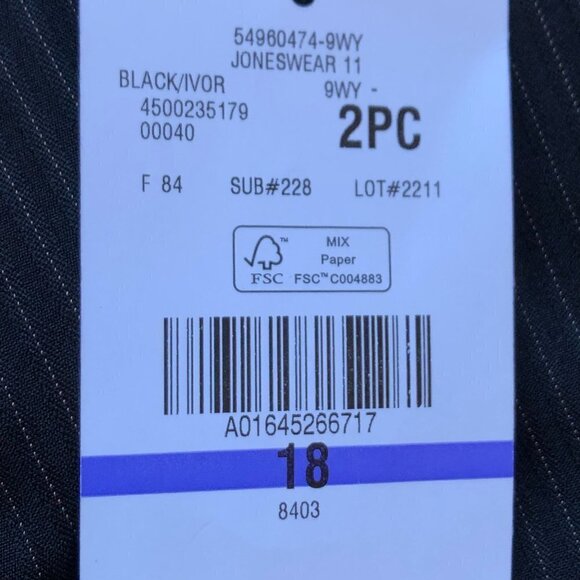 54960474-9WY
JONESWEAR 11
BLACK/IVOR 9WY -
4500235179
00040
2PC
F 84 SUB#228 LOT#2211
MIX
Paper
FSC™ FSC™ C004883
A01645266717
18
8403